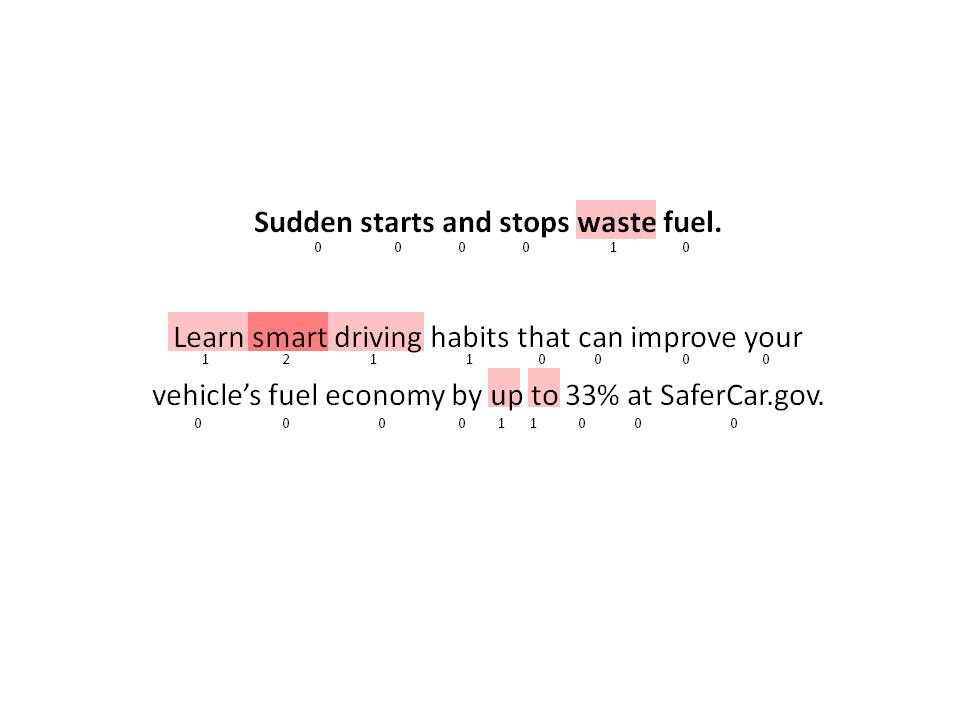 Sudden starts and stops waste fuel.
0 0 0 0 1 0
Learn smart driving habits that can improve your
1 2 1 1 0 0 0 0
vehicle’s fuel economy by up to 33% at SaferCar.gov.
0 0 0 0 1 1 0 0 0